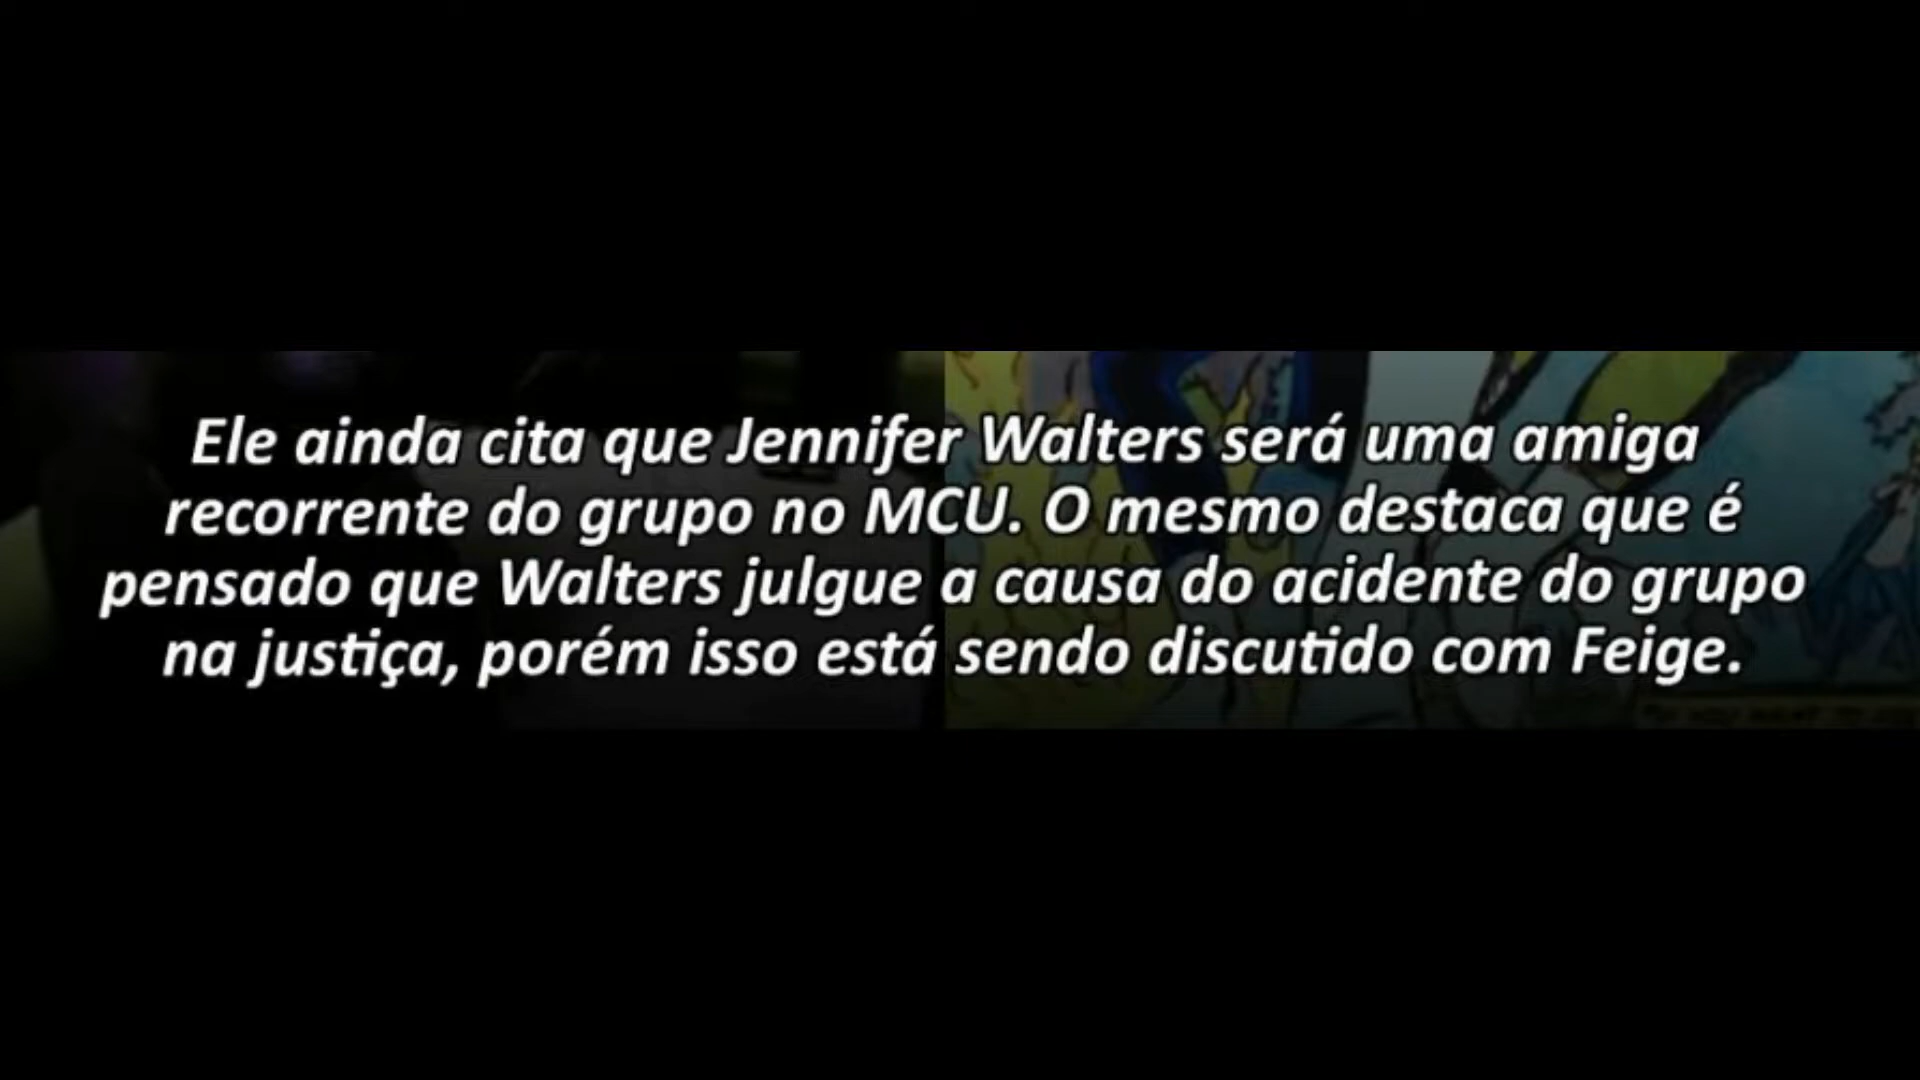 Ele ainda cita que Jennifer Walters será uma amiga
recorrente do grupo no MCU. O mesmo destaca que é
pensado que Walters julgue a causa do acidente do grupo
na justiça, porém isso está sendo discutido com Feige.